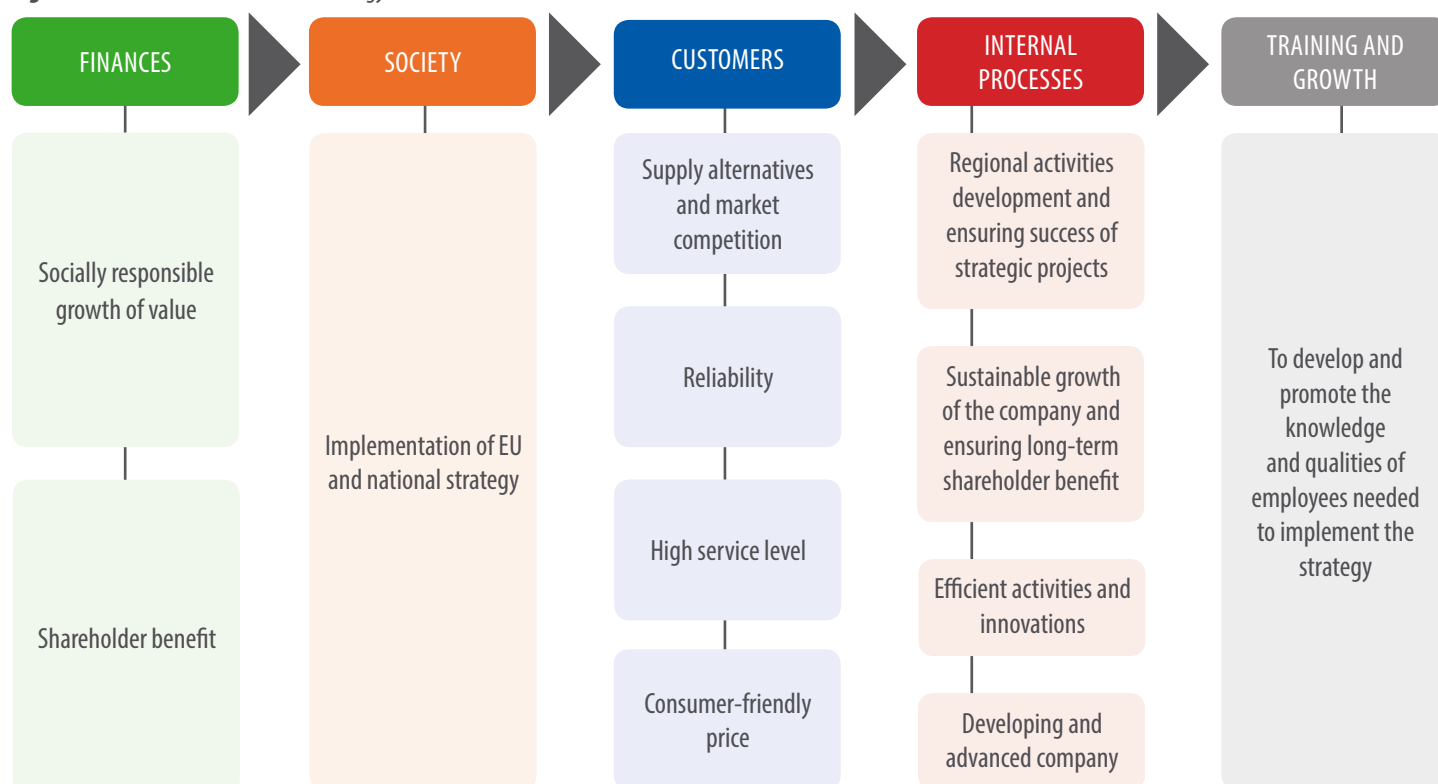 FINANCES
Socially responsible
growth of value
Shareholder benefit
SOCIETY
Implementation of EU
and national strategy
CUSTOMERS
Supply alternatives
and market
competition
Reliability
High service level
Consumer-friendly
price
INTERNAL
PROCESSES
Regional activities
development and
ensuring success of
strategic projects
Sustainable growth
of the company and
ensuring long-term
shareholder benefit
Efficient activities and
innovations
Developing and
advanced company
TRAINING AND
GROWTH
To develop and
promote the
knowledge
and qualities of
employees needed
to implement the
strategy